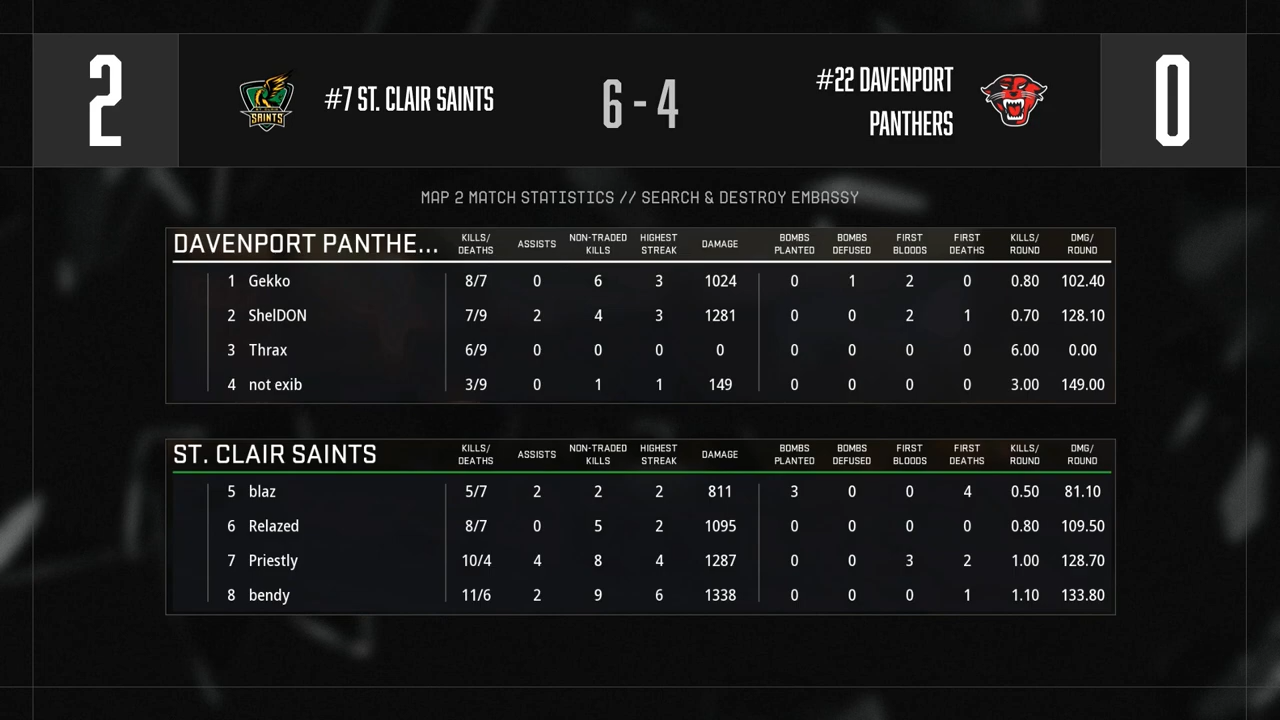 2
SAINTS
#7 ST. CLAIR SAINTS
6 - 4
#22 DAVENPORT
PANTHERS
0
MAP 2 MATCH STATISTICS // SEARCH & DESTROY EMBASSY
DAVENPORT PANTHE... KILLS/DEATHS ASSISTS NON-TRADED KILLS HIGHEST STREAK DAMAGE BOMBS PLANTED BOMBS DEFUSED FIRST BLOODS FIRST DEATHS KILLS/ROUND DMG/ROUND
1 Gekko 8/7 0 6 3 1024 0 1 2 0 0.80 102.40
2 ShelDON 7/9 2 4 3 1281 0 0 2 1 0.70 128.10
3 Thrax 6/9 0 0 0 0 0 0 0 0 6.00 0.00
4 not exib 3/9 0 1 1 149 0 0 0 0 3.00 149.00
ST. CLAIR SAINTS KILLS/DEATHS ASSISTS NON-TRADED KILLS HIGHEST STREAK DAMAGE BOMBS PLANTED BOMBS DEFUSED FIRST BLOODS FIRST DEATHS KILLS/ROUND DMG/ROUND
5 blaz 5/7 2 2 2 811 3 0 0 4 0.50 81.10
6 Relazed 8/7 0 5 2 1095 0 0 0 0 0.80 109.50
7 Priestly 10/4 4 8 4 1287 0 0 3 2 1.00 128.70
8 bendy 11/6 2 9 6 1338 0 0 0 1 1.10 133.80